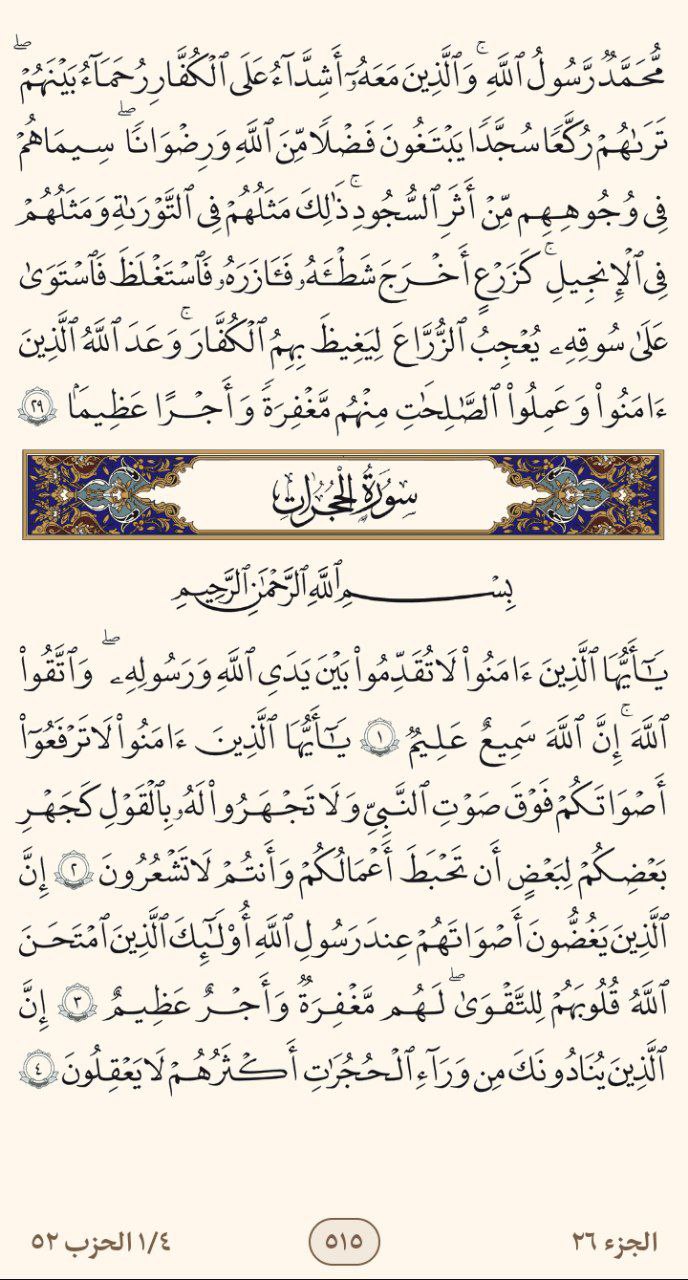 مُّحَمَّدٌ رَّسُولُ ٱللَّهِۚ وَٱلَّذِينَ مَعَهُۥٓ أَشِدَّآءُ عَلَى ٱلْكُفَّارِ رُحَمَآءُ بَيْنَهُمْۖ
تَرَىٰهُمْ رُكَّعًا سُجَّدًا يَبْتَغُونَ فَضْلًا مِّنَ ٱللَّهِ وَرِضْوَانًاۖ سِيمَاهُمْ
فِى وُجُوهِهِم مِّنْ أَثَرِ ٱلسُّجُودِۚ ذَٰلِكَ مَثَلُهُمْ فِى ٱلتَّوْرَىٰةِ وَمَثَلُهُمْ
فِى ٱلْإِنجِيلِۚ كَزَرْعٍ أَخْرَجَ شَطْـَٔهُۥ فَـَٔازَرَهُۥ فَٱسْتَغْلَظَ فَٱسْتَوَىٰ
عَلَىٰ سُوقِهِۦ يُعْجِبُ ٱلزُّرَّاعَ لِيَغِيظَ بِهِمُ ٱلْكُفَّارَۚ وَعَدَ ٱللَّهُ ٱلَّذِينَ
ءَامَنُوا۟ وَعَمِلُوا۟ ٱلصَّٰلِحَٰتِ مِنْهُم مَّغْفِرَةً وَأَجْرًا عَظِيمًۢا ٢٩
سُورَةُ الحُجُرَاتِ
بِسْمِ ٱللَّهِ ٱلرَّحْمَٰنِ ٱلرَّحِيمِ
يَٰٓأَيُّهَا ٱلَّذِينَ ءَامَنُوا۟ لَا تُقَدِّمُوا۟ بَيْنَ يَدَىِ ٱللَّهِ وَرَسُولِهِۦۖ وَٱتَّقُوا۟
ٱللَّهَۚ إِنَّ ٱللَّهَ سَمِيعٌ عَلِيمٌ ١ يَٰٓأَيُّهَا ٱلَّذِينَ ءَامَنُوا۟ لَا تَرْفَعُوٓا۟
أَصْوَٰتَكُمْ فَوْقَ صَوْتِ ٱلنَّبِىِّ وَلَا تَجْهَرُوا۟ لَهُۥ بِٱلْقَوْلِ كَجَهْرِ
بَعْضِكُمْ لِبَعْضٍ أَن تَحْبَطَ أَعْمَٰلُكُمْ وَأَنتُمْ لَا تَشْعُرُونَ ٢ إِنَّ
ٱلَّذِينَ يَغُضُّونَ أَصْوَٰتَهُمْ عِندَ رَسُولِ ٱللَّهِ أُو۟لَٰٓئِكَ ٱلَّذِينَ ٱمْتَحَنَ
ٱللَّهُ قُلُوبَهُمْ لِلتَّقْوَىٰۖ لَهُم مَّغْفِرَةٌ وَأَجْرٌ عَظِيمٌ ٣ إِنَّ
ٱلَّذِينَ يُنَادُونَكَ مِن وَرَآءِ ٱلْحُجُرَٰتِ أَكْثَرُهُمْ لَا يَعْقِلُونَ ٤
الجزء ٢٦ ٥١٥ ١/٤ الحزب ٥٢